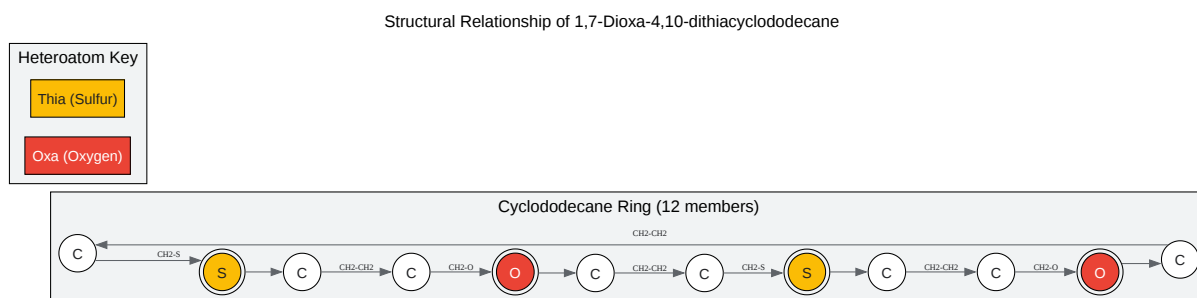 Structural Relationship of 1,7-Dioxa-4,10-dithiacyclododecane
Heteroatom Key
Thia (Sulfur)
Oxa (Oxygen)
Cyclododecane Ring (12 members)
CH2-CH2
C CH2-S S C CH2-CH2 C CH2-O O C CH2-CH2 C CH2-S S C CH2-CH2 C CH2-O O C